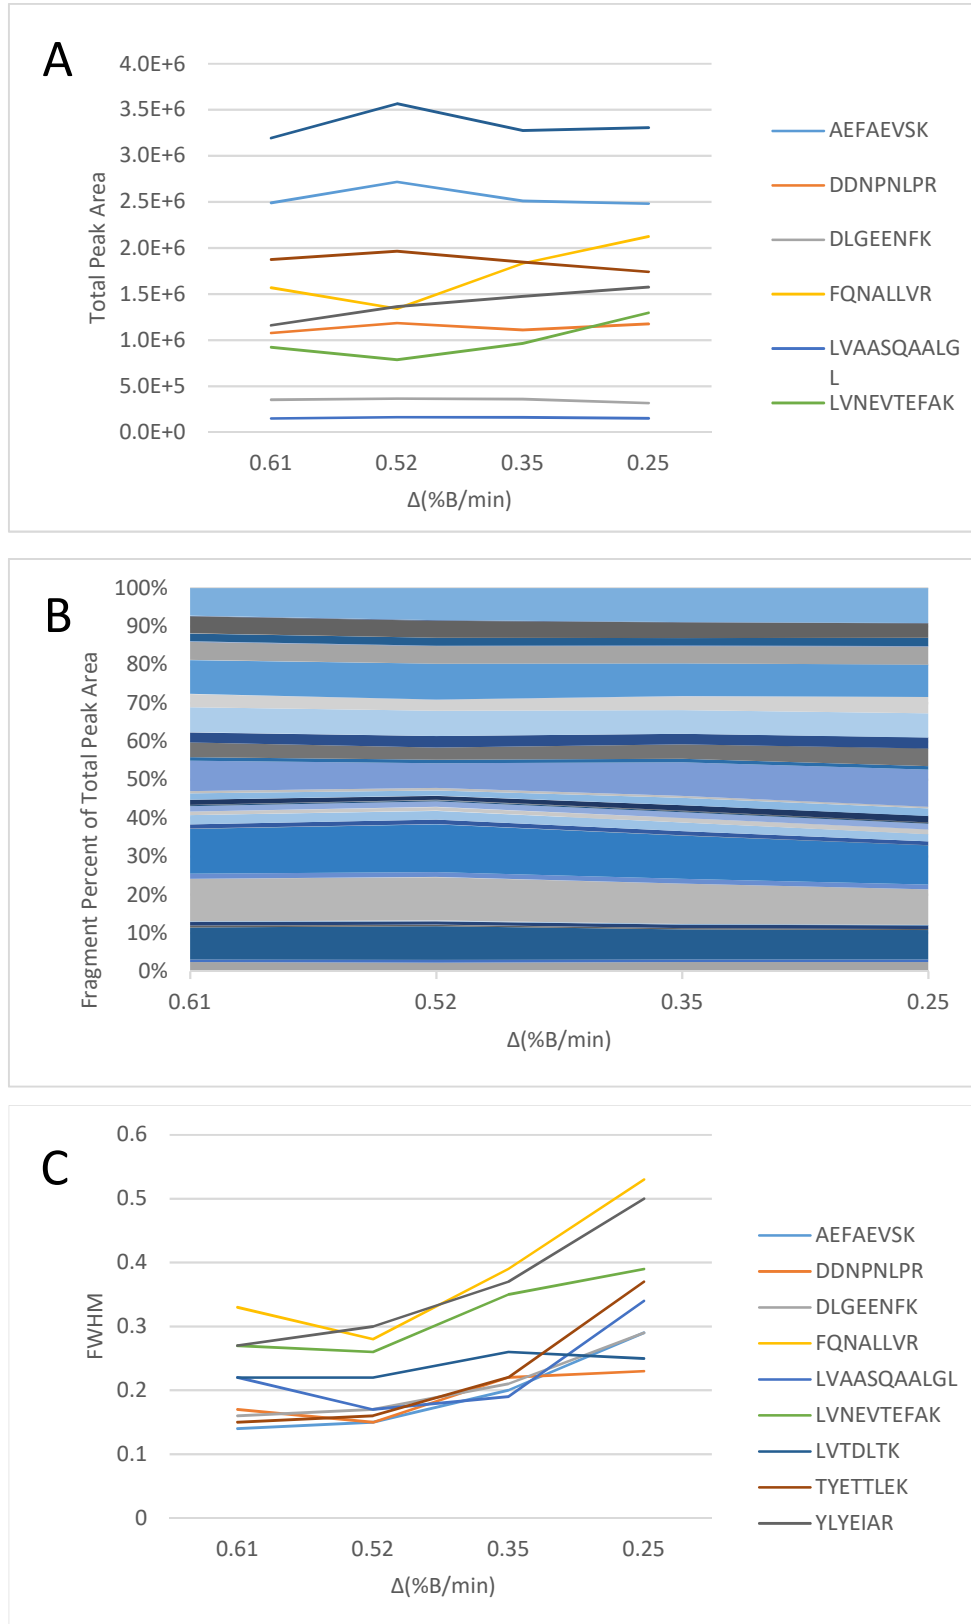 A
4.0E+6
3.5E+6
3.0E+6
2.5E+6
2.0E+6
1.5E+6
1.0E+6
5.0E+5
0.0E+0
Total Peak Area
0.61 0.52 0.35 0.25
Δ(%B/min)
AEFAEVSK
DDNPNLPR
DLGEENFK
FQNALLVR
LVAASQAALG
L
LVNEVTEFAK
B
100%
90%
80%
70%
60%
50%
40%
30%
20%
10%
0%
Fragment Percent of Total Peak Area
0.61 0.52 0.35 0.25
Δ(%B/min)
C
0.6
0.5
0.4
0.3
0.2
0.1
0
FWHM
0.61 0.52 0.35 0.25
Δ(%B/min)
AEFAEVSK
DDNPNLPR
DLGEENFK
FQNALLVR
LVAASQAALGL
LVNEVTEFAK
LVTDLTK
TYETTLEK
YLYEIAR